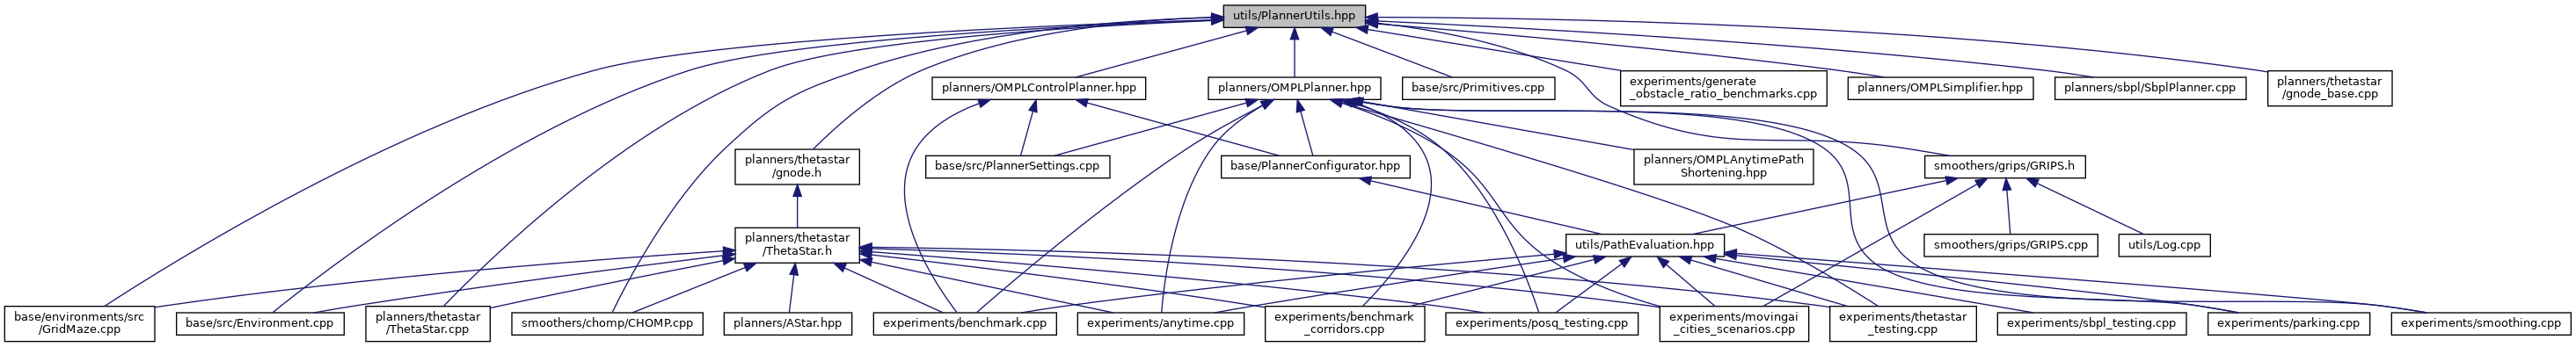 utils/PlannerUtils.hpp
planners/OMPLControlPlanner.hpp
planners/OMPLPlanner.hpp
base/src/Primitives.cpp
experiments/generate
_obstacle_ratio_benchmarks.cpp
planners/OMPLSimplifier.hpp
planners/sbpl/SbplPlanner.cpp
planners/thetastar
/gnode_base.cpp
planners/thetastar
/gnode.h
base/src/PlannerSettings.cpp
base/PlannerConfigurator.hpp
planners/OMPLAnytimePath
Shortening.hpp
smoothers/grips/GRIPS.h
planners/thetastar
/ThetaStar.h
utils/PathEvaluation.hpp
smoothers/grips/GRIPS.cpp
utils/Log.cpp
base/environments/src
/GridMaze.cpp
base/src/Environment.cpp
planners/thetastar
/ThetaStar.cpp
smoothers/chomp/CHOMP.cpp
planners/AStar.hpp
experiments/benchmark.cpp
experiments/anytime.cpp
experiments/benchmark
_corridors.cpp
experiments/posq_testing.cpp
experiments/movingai
_cities_scenarios.cpp
experiments/thetastar
_testing.cpp
experiments/sbpl_testing.cpp
experiments/parking.cpp
experiments/smoothing.cpp